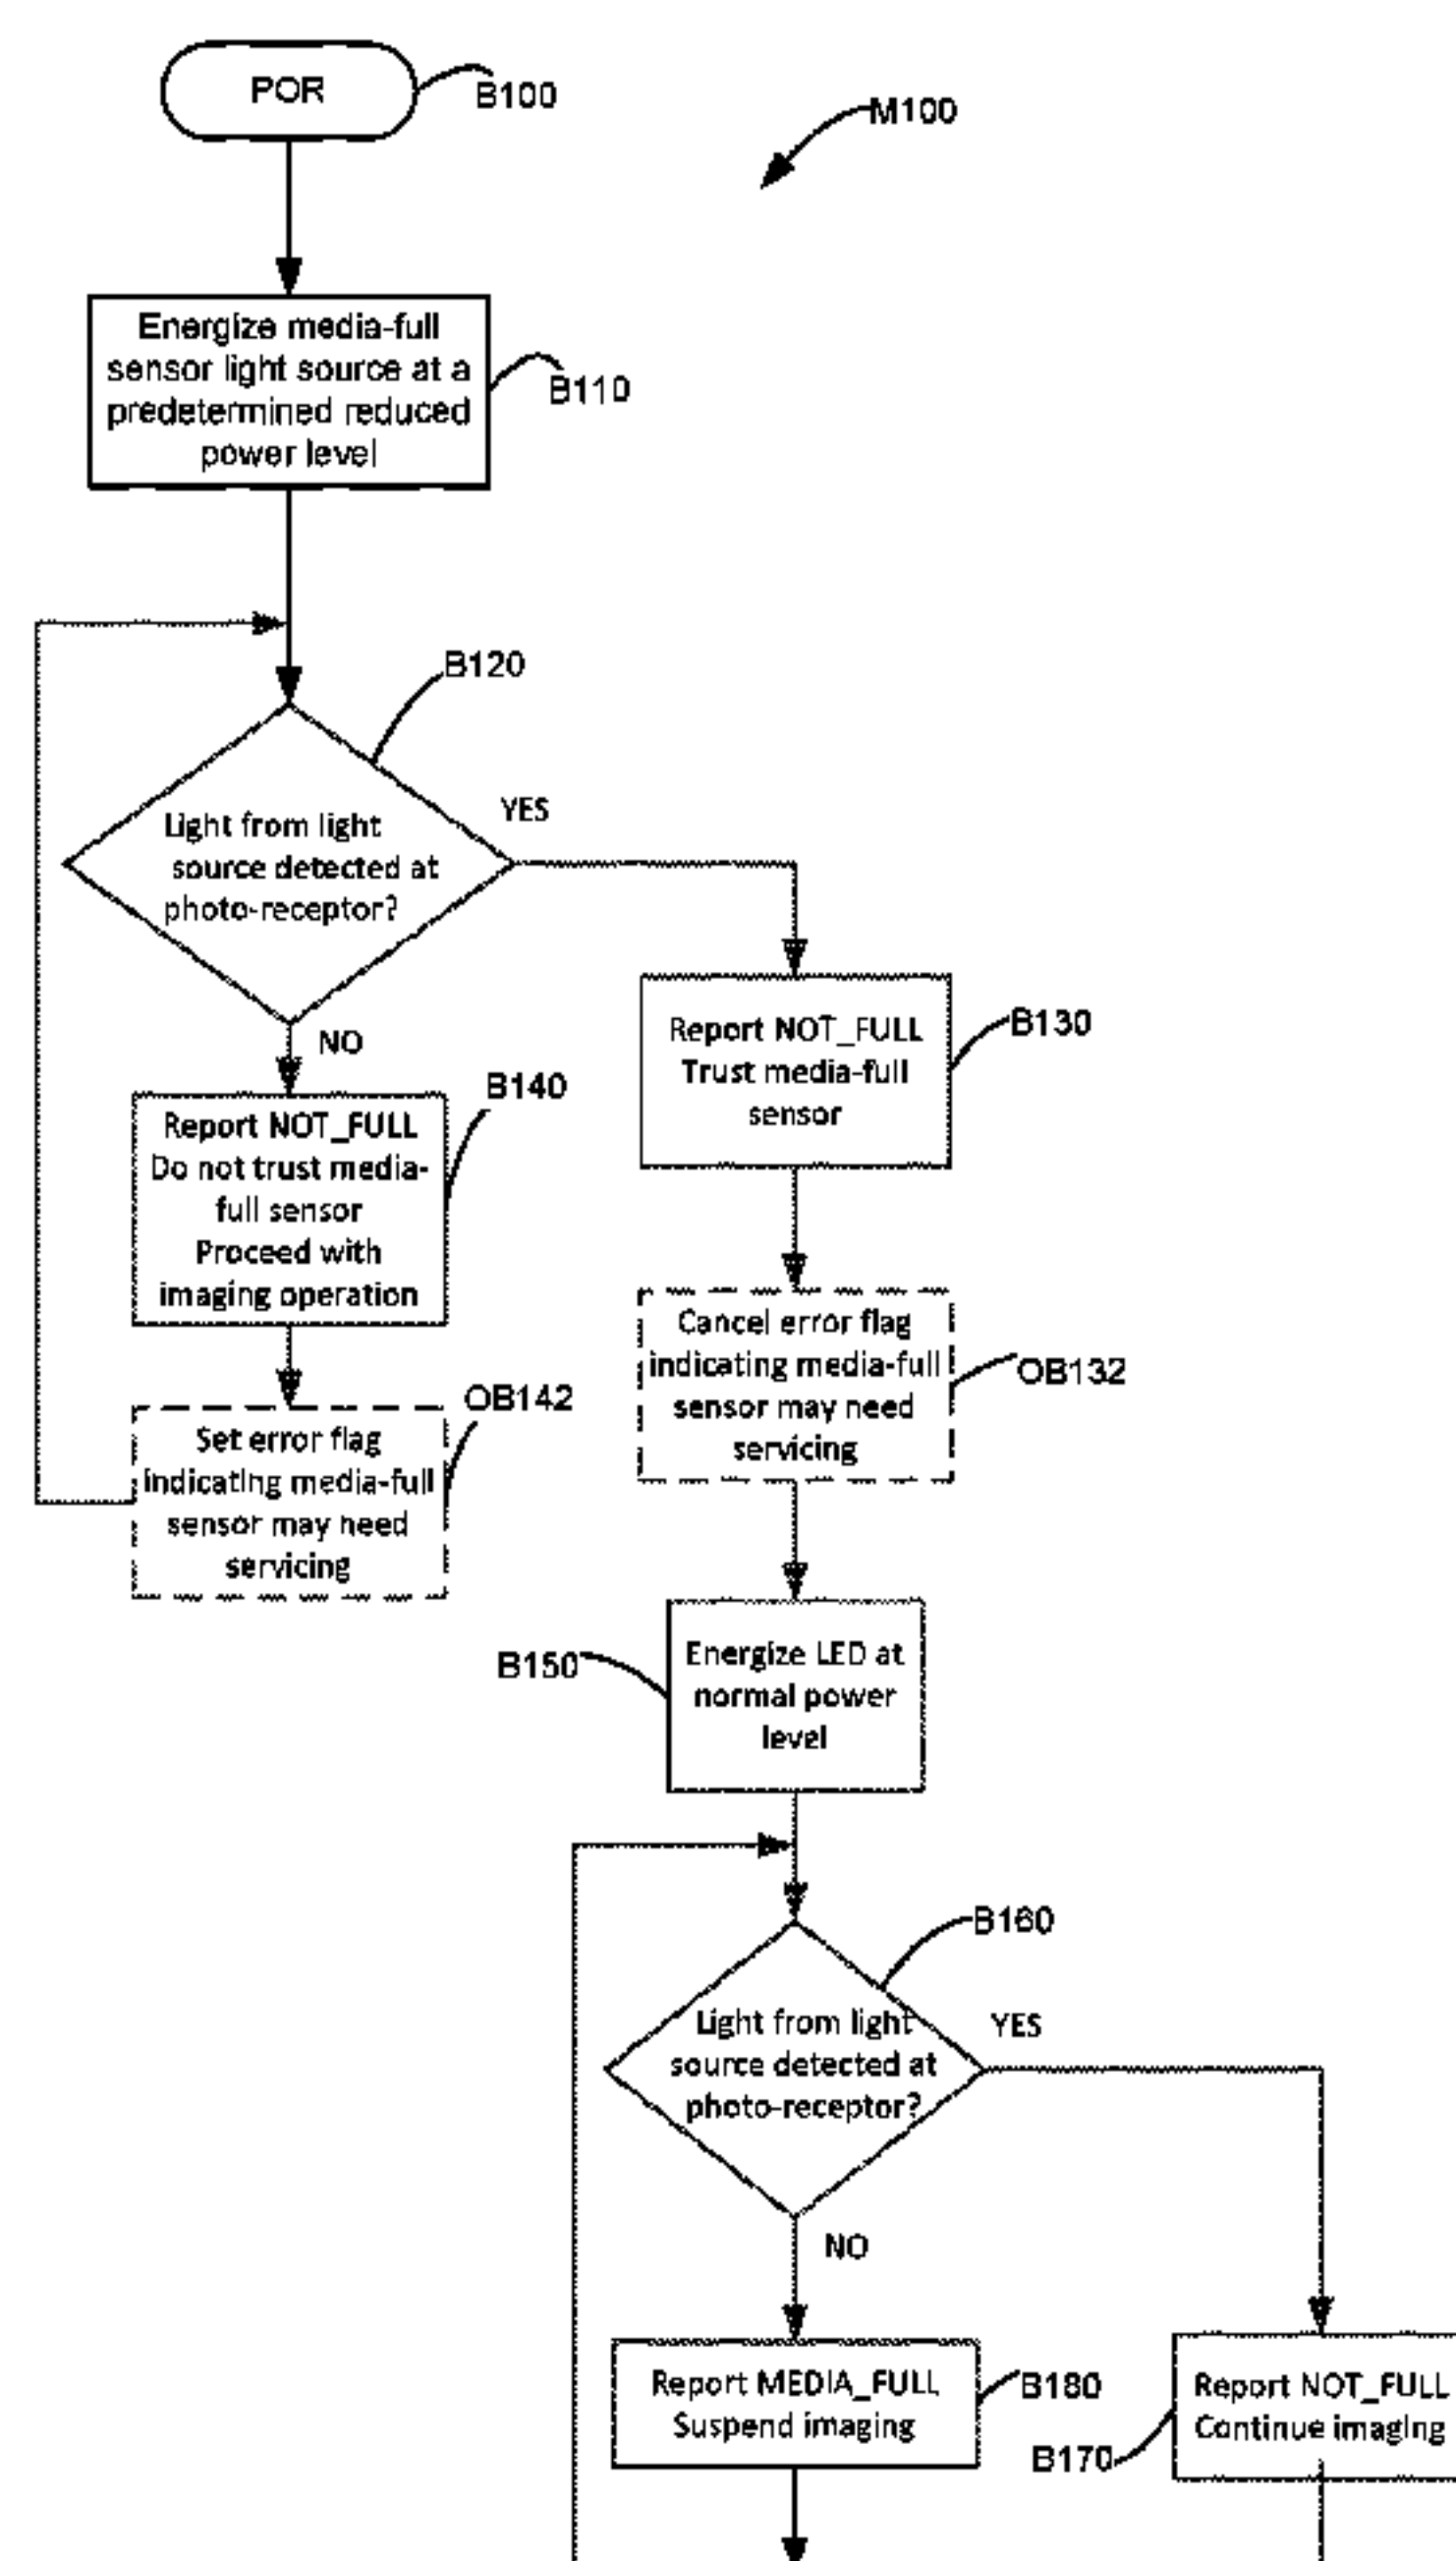 POR
B100
M100
Energize media-full
sensor light source at a
predetermined reduced
power level
B110
B120
Light from light
source detected at
photo-receptor?
YES
NO
Report NOT_FULL
Trust media-full
sensor
B130
B140
Report NOT_FULL
Do not trust media-
full sensor
Proceed with
imaging operation
Cancel error flag
indicating media-full
sensor may need
servicing
OB132
OB142
Set error flag
indicating media-full
sensor may need
servicing
B150
Energize LED at
normal power
level
B160
Light from light
source detected at
photo-receptor?
YES
NO
Report MEDIA_FULL
Suspend imaging
B180
Report NOT_FULL
Continue imaging
B170